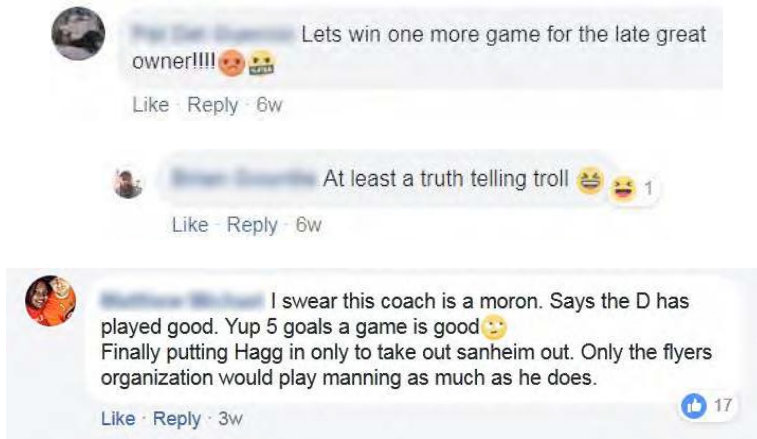 Lets win one more game for the late great
owner!!!!😡🤬
Like · Reply · 6w
At least a truth telling troll 😆 😆 1
Like · Reply · 6w
I swear this coach is a moron. Says the D has
played good. Yup 5 goals a game is good🙄
Finally putting Hagg in only to take out sanheim out. Only the flyers
organization would play manning as much as he does.
17
Like · Reply · 3w